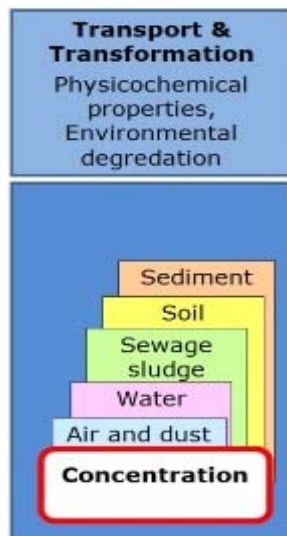 Transport &
Transformation
Physicochemical
properties,
Environmental
degredation
Sediment
Soil
Sewage
sludge
Water
Air and dust
Concentration